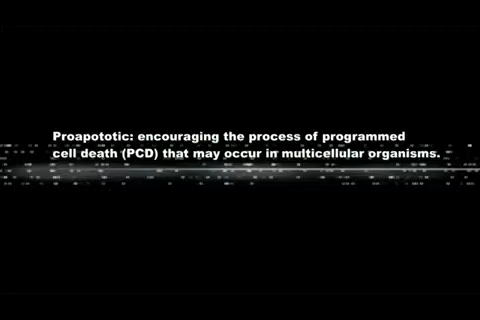 Proapototic: encouraging the process of programmed
cell death (PCD) that may occur in multicellular organisms.